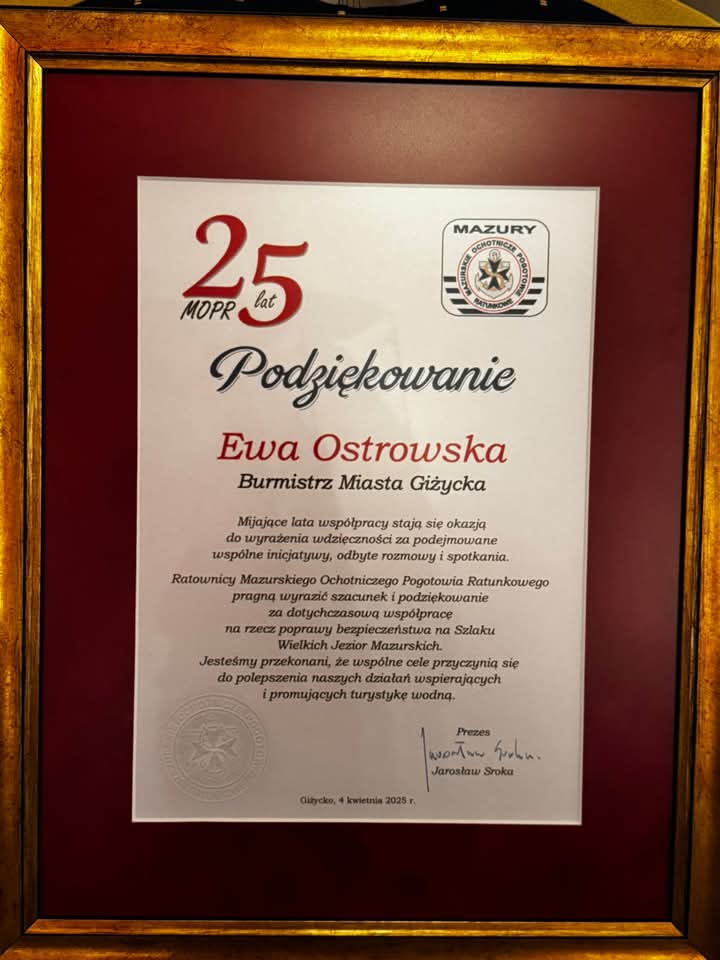 25
MOPR lat
MAZURY
MAZURSKIE OCHOTNICZE POGOTOWIE
RATUNKOWE
Podziękowanie
Ewa Ostrowska
Burmistrz Miasta Giżycka
Mijające lata współpracy stają się okazją
do wyrażenia wdzięczności za podejmowane
wspólne inicjatywy, odbyte rozmowy i spotkania.
Ratownicy Mazurskiego Ochotniczego Pogotowia Ratunkowego
pragną wyrazić szacunek i podziękowanie
za dotychczasową współpracę
na rzecz poprawy bezpieczeństwa na Szlaku
Wielkich Jezior Mazurskich.
Jesteśmy przekonani, że wspólne cele przyczynią się
do polepszenia naszych działań wspierających
i promujących turystykę wodną.
Prezes
Jarosław Sroka
Jarosław Sroka
Giżycko, 4 kwietnia 2025 r.